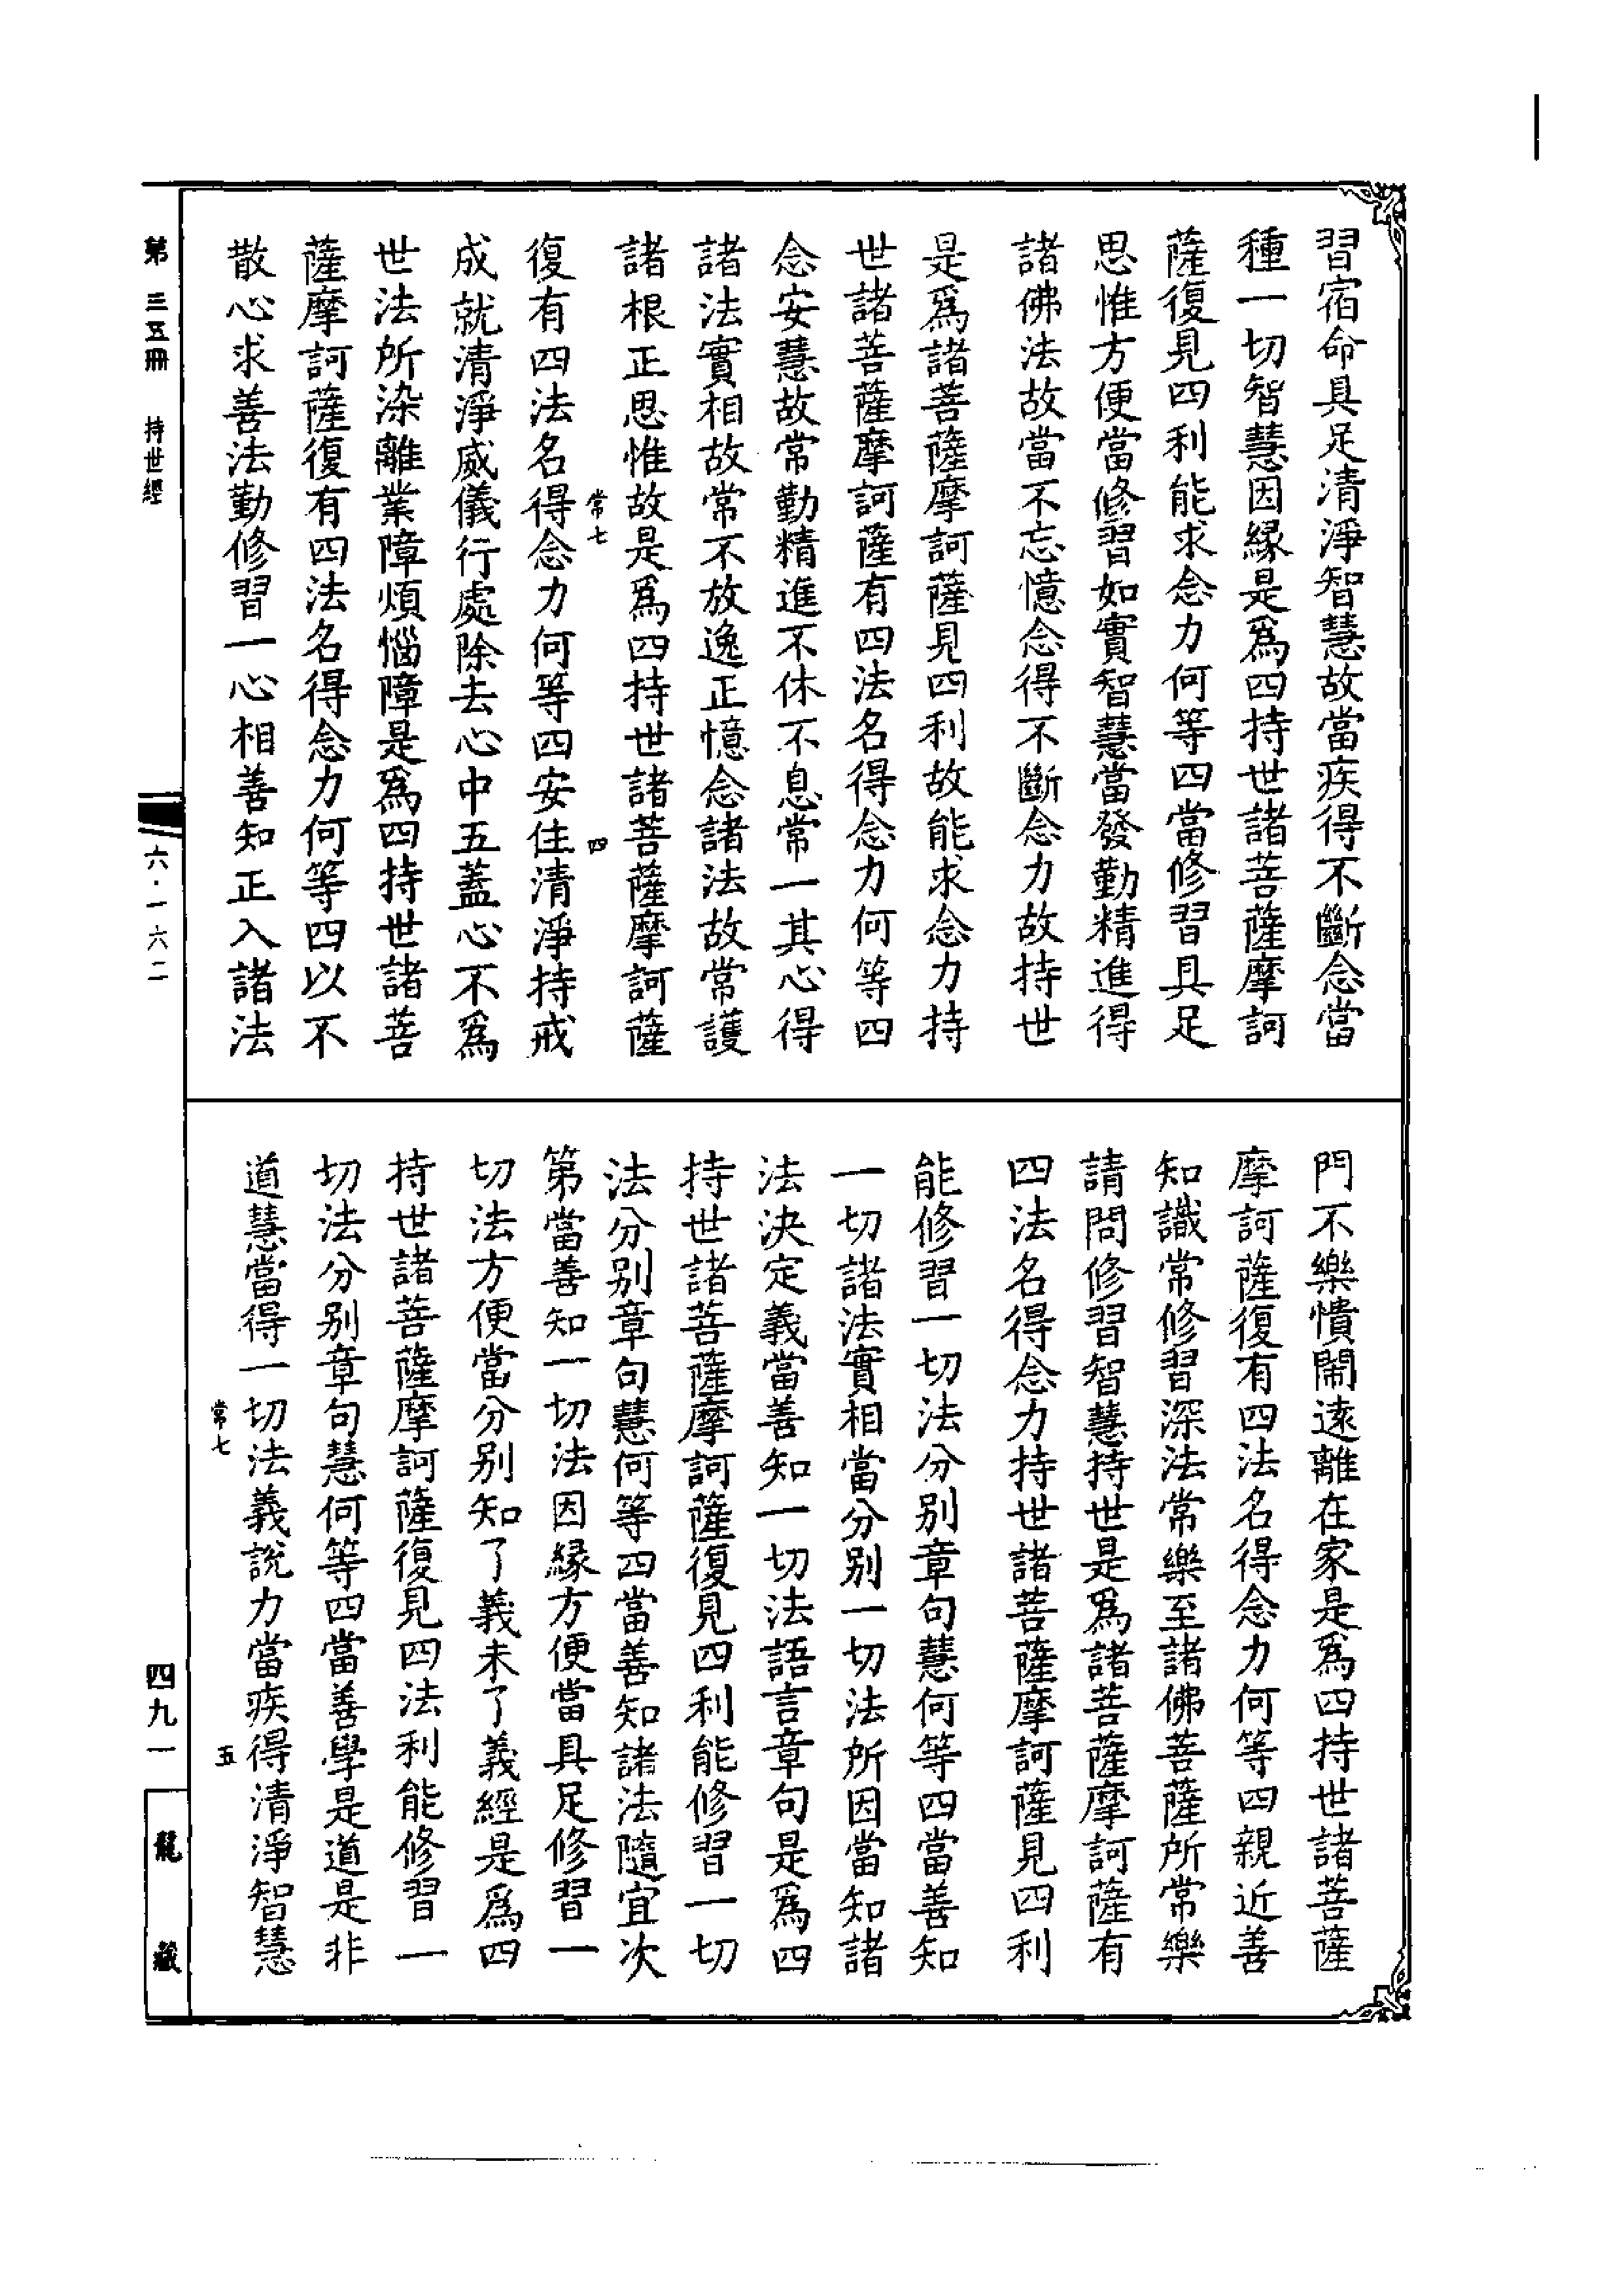 習宿命具足清淨智慧故當疾得不斷念當
種一切智慧因緣是爲四持世諸菩薩摩訶
薩復見四利能求念力何等四當修習具足
思惟方便當修習如實智慧當發勤精進得
諸佛法故當不忘憶念得不斷念力故持世
是爲諸菩薩摩訶薩見四利故能求念力持
世諸菩薩摩訶薩有四法名得念力何等四
念安慧故常勤精進不休不息常一其心得
諸法實相故常不放逸正憶念諸法故常護
諸根正思惟故是爲四持世諸菩薩摩訶薩
常七 四
復有四法名得念力何等四安住清淨持戒
成就清淨威儀行處除去心中五蓋心不爲
世法所染離業障煩惱障是爲四持世諸菩
薩摩訶薩復有四法名得念力何等四以不
散心求善法勤修習一心相善知正入諸法
門不樂憒閙遠離在家是爲四持世諸菩薩
摩訶薩復有四法名得念力何等四親近善
知識常修習深法常樂至諸佛菩薩所常樂
請問修習智慧持世是爲諸菩薩摩訶薩有
四法名得念力持世諸菩薩摩訶薩見四利
能修習一切法分别章句慧何等四當善知
一切諸法實相當分别一切法所因當知諸
法決定義當善知一切法語言章句是爲四
持世諸菩薩摩訶薩復見四利能修習一切
法分别章句慧何等四當善知諸法隨宜次
第當善知一切法因緣方便當具足修習一
切法方便當分别知了義未了義經是爲四
持世諸菩薩摩訶薩復見四法利能修習一
切法分别章句慧何等四當善學是道是非
道慧當得一切法義說力當疾得清淨智慧
常七 五
第三五冊 持世經
六·一六二
四九一
龍藏